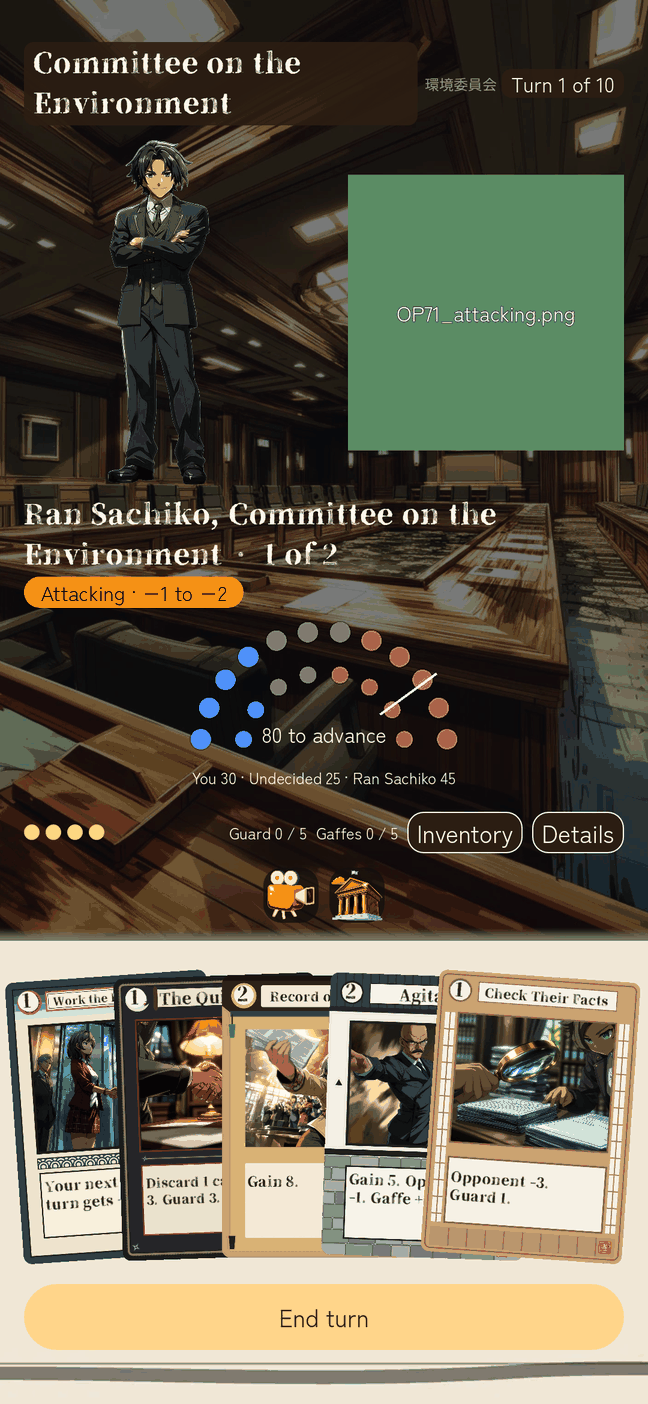 Committee on the
Environment
環境委員会
Turn 1 of 10
OP71_attacking.png
Ran Sachiko, Committee on the
Environment · 1 of 2
Attacking · −1 to −2
80 to advance
You 30 · Undecided 25 · Ran Sachiko 45
Guard 0 / 5 Gaffes 0 / 5
Inventory
Details
1 Work the
Your next
turn gets
1 The Qu
Discard 1
3. Guard 3.
2 Record o
Gain 8.
2 Agita
Gain 5. Op
-1. Gaffe +
1 Check Their Facts
Opponent -3.
Guard 1.
End turn